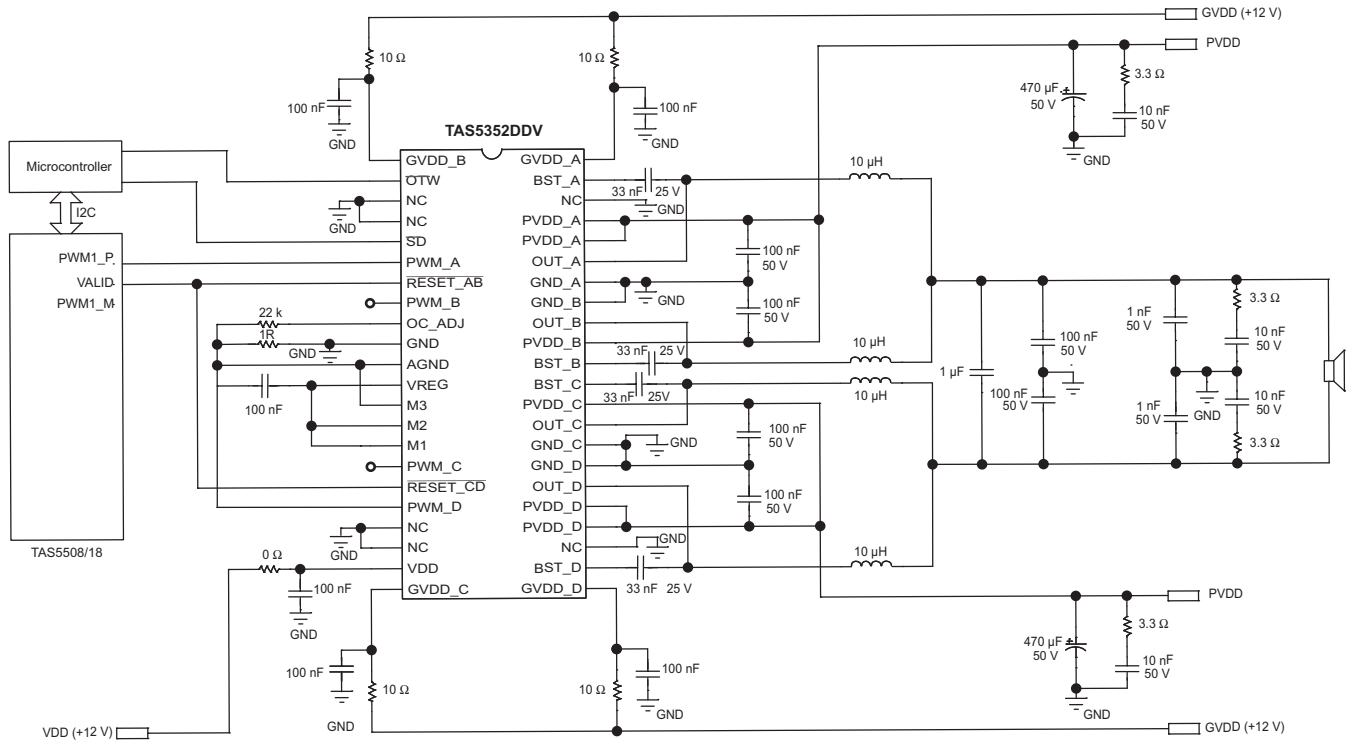 GVDD (+12 V)
PVDD
10 Ω
10 Ω
3.3 Ω
470 µF
50 V
10 nF
50 V
100 nF
100 nF
GND
GND
GND
TAS5352DDV
Microcontroller
I2C
PWM1_P
VALID
PWM1_M
TAS5508/18
GVDD_B
OTW
NC
NC
SD
PWM_A
RESET_AB
PWM_B
OC_ADJ
GND
AGND
VREG
M3
M2
M1
PWM_C
RESET_CD
PWM_D
NC
NC
VDD
GVDD_C
GVDD_A
BST_A
NC
PVDD_A
PVDD_A
OUT_A
GND_A
GND_B
OUT_B
PVDD_B
BST_B
BST_C
PVDD_C
OUT_C
GND_C
GND_D
OUT_D
PVDD_D
PVDD_D
NC
BST_D
GVDD_D
GND
22 k
1R
GND
100 nF
GND
0 Ω
100 nF
GND
33 nF 25 V
GND
10 µH
100 nF
50 V
GND
100 nF
50 V
33 nF 25 V
10 µH
33 nF 25V
10 µH
GND
100 nF
50 V
100 nF
50 V
GND
33 nF 25 V
10 µH
1 µF
100 nF
50 V
100 nF
50 V
1 nF
50 V
1 nF
50 V
GND
3.3 Ω
10 nF
50 V
10 nF
50 V
3.3 Ω
PVDD
3.3 Ω
470 µF
50 V
10 nF
50 V
GND
100 nF
100 nF
10 Ω
10 Ω
GND
GND
VDD (+12 V)
GVDD (+12 V)